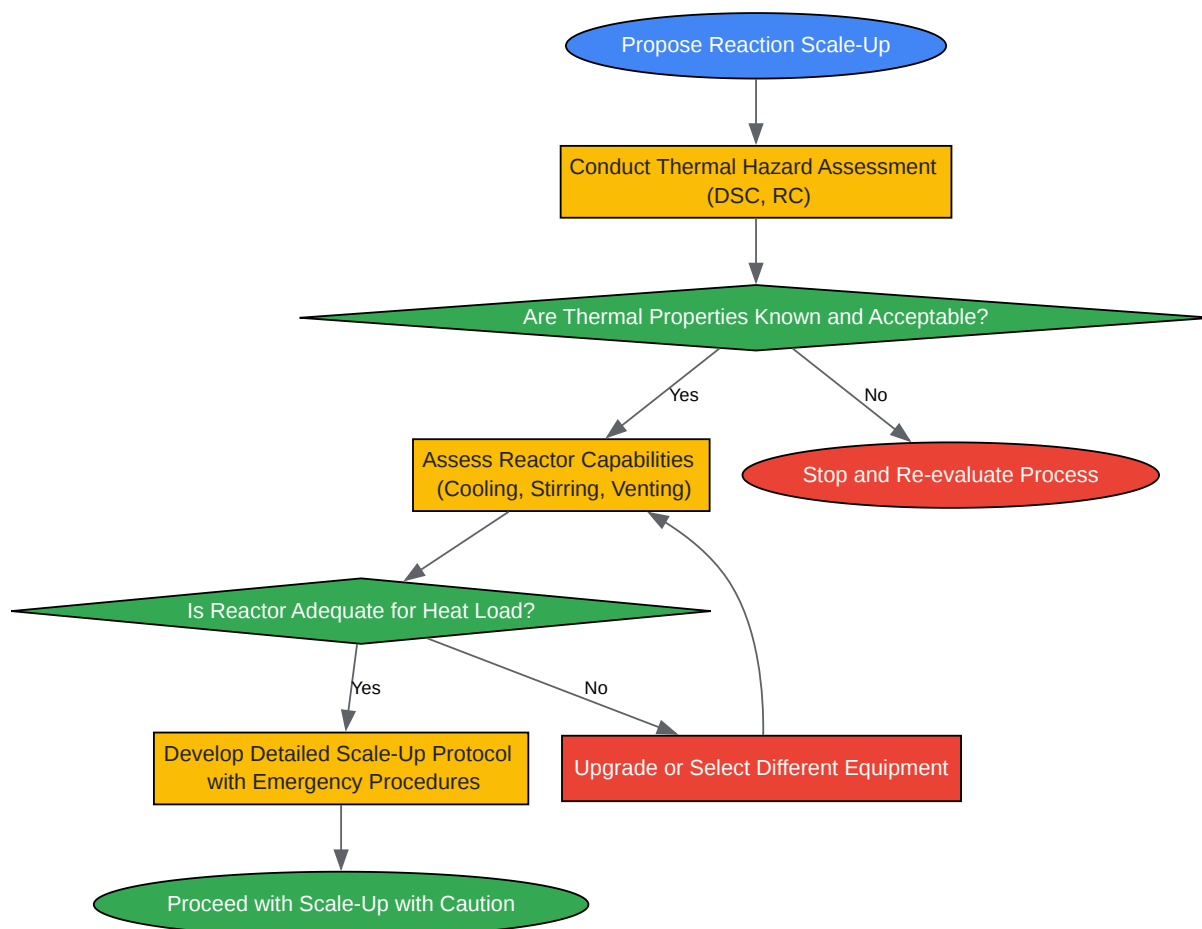 Propose Reaction Scale-Up
Conduct Thermal Hazard Assessment
(DSC, RC)
Are Thermal Properties Known and Acceptable?
Yes
No
Assess Reactor Capabilities
(Cooling, Stirring, Venting)
Stop and Re-evaluate Process
Is Reactor Adequate for Heat Load?
Yes
No
Develop Detailed Scale-Up Protocol
with Emergency Procedures
Upgrade or Select Different Equipment
Proceed with Scale-Up with Caution